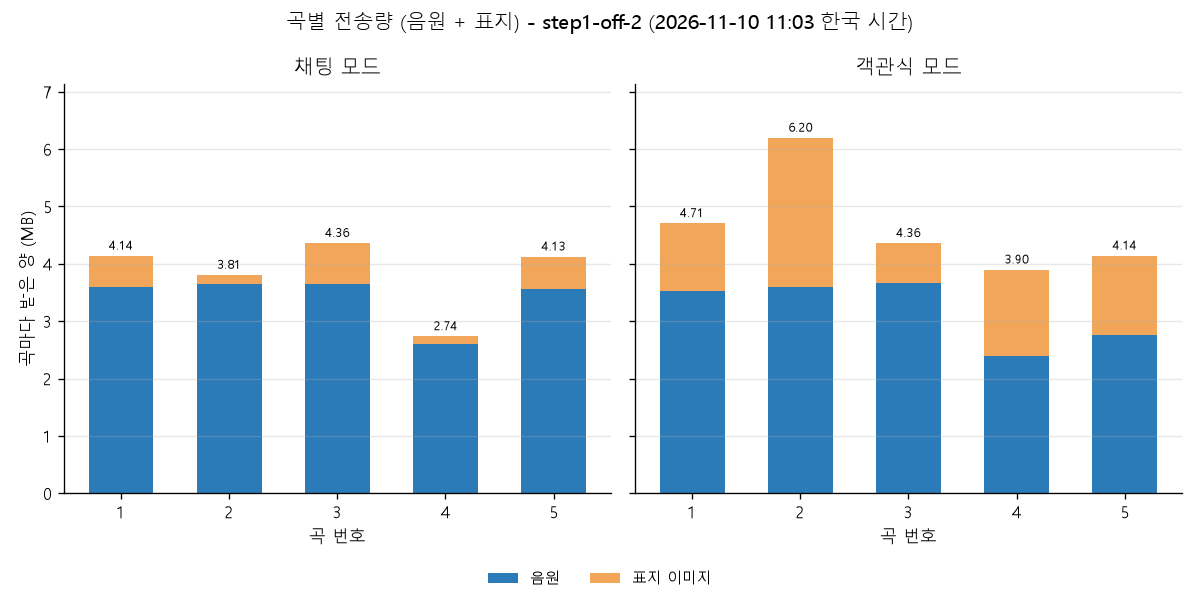 곡별 전송량 (음원 + 표지) - step1-off-2 (2026-11-10 11:03 한국 시간)
채팅 모드
객관식 모드
곡마다 받은 양 (MB)
7
6
5
4
3
2
1
0
4.14
3.81
4.36
2.74
4.13
4.71
6.20
4.36
3.90
4.14
1 2 3 4 5
1 2 3 4 5
곡 번호
곡 번호
음원 표지 이미지